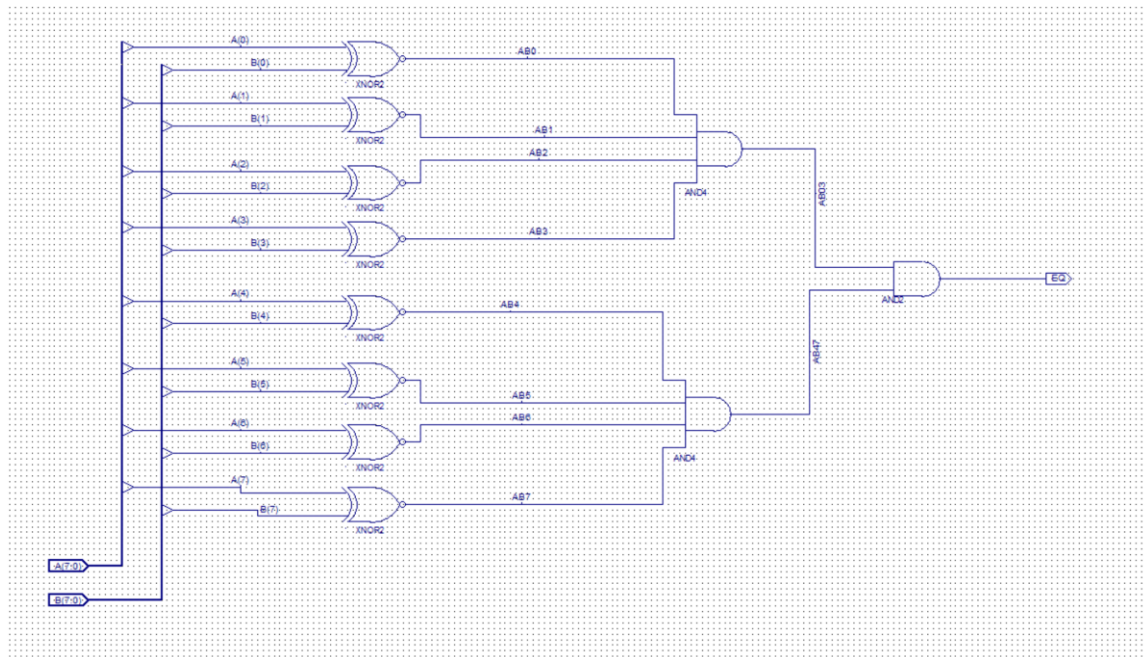 A(0)
AB0
B(0)
XNOR2
A(1)
B(1)
AB1
XNOR2
AB2
A(2)
B(2)
AND4
AB03
XNOR2
A(3)
AB3
B(3)
XNOR2
EQ
A(4)
AND2
AB4
B(4)
XNOR2
AB47
A(5)
B(5)
AB5
XNOR2
AB6
A(6)
B(6)
AND4
XNOR2
A(7)
AB7
B(7)
XNOR2
A(7:0)
B(7:0)